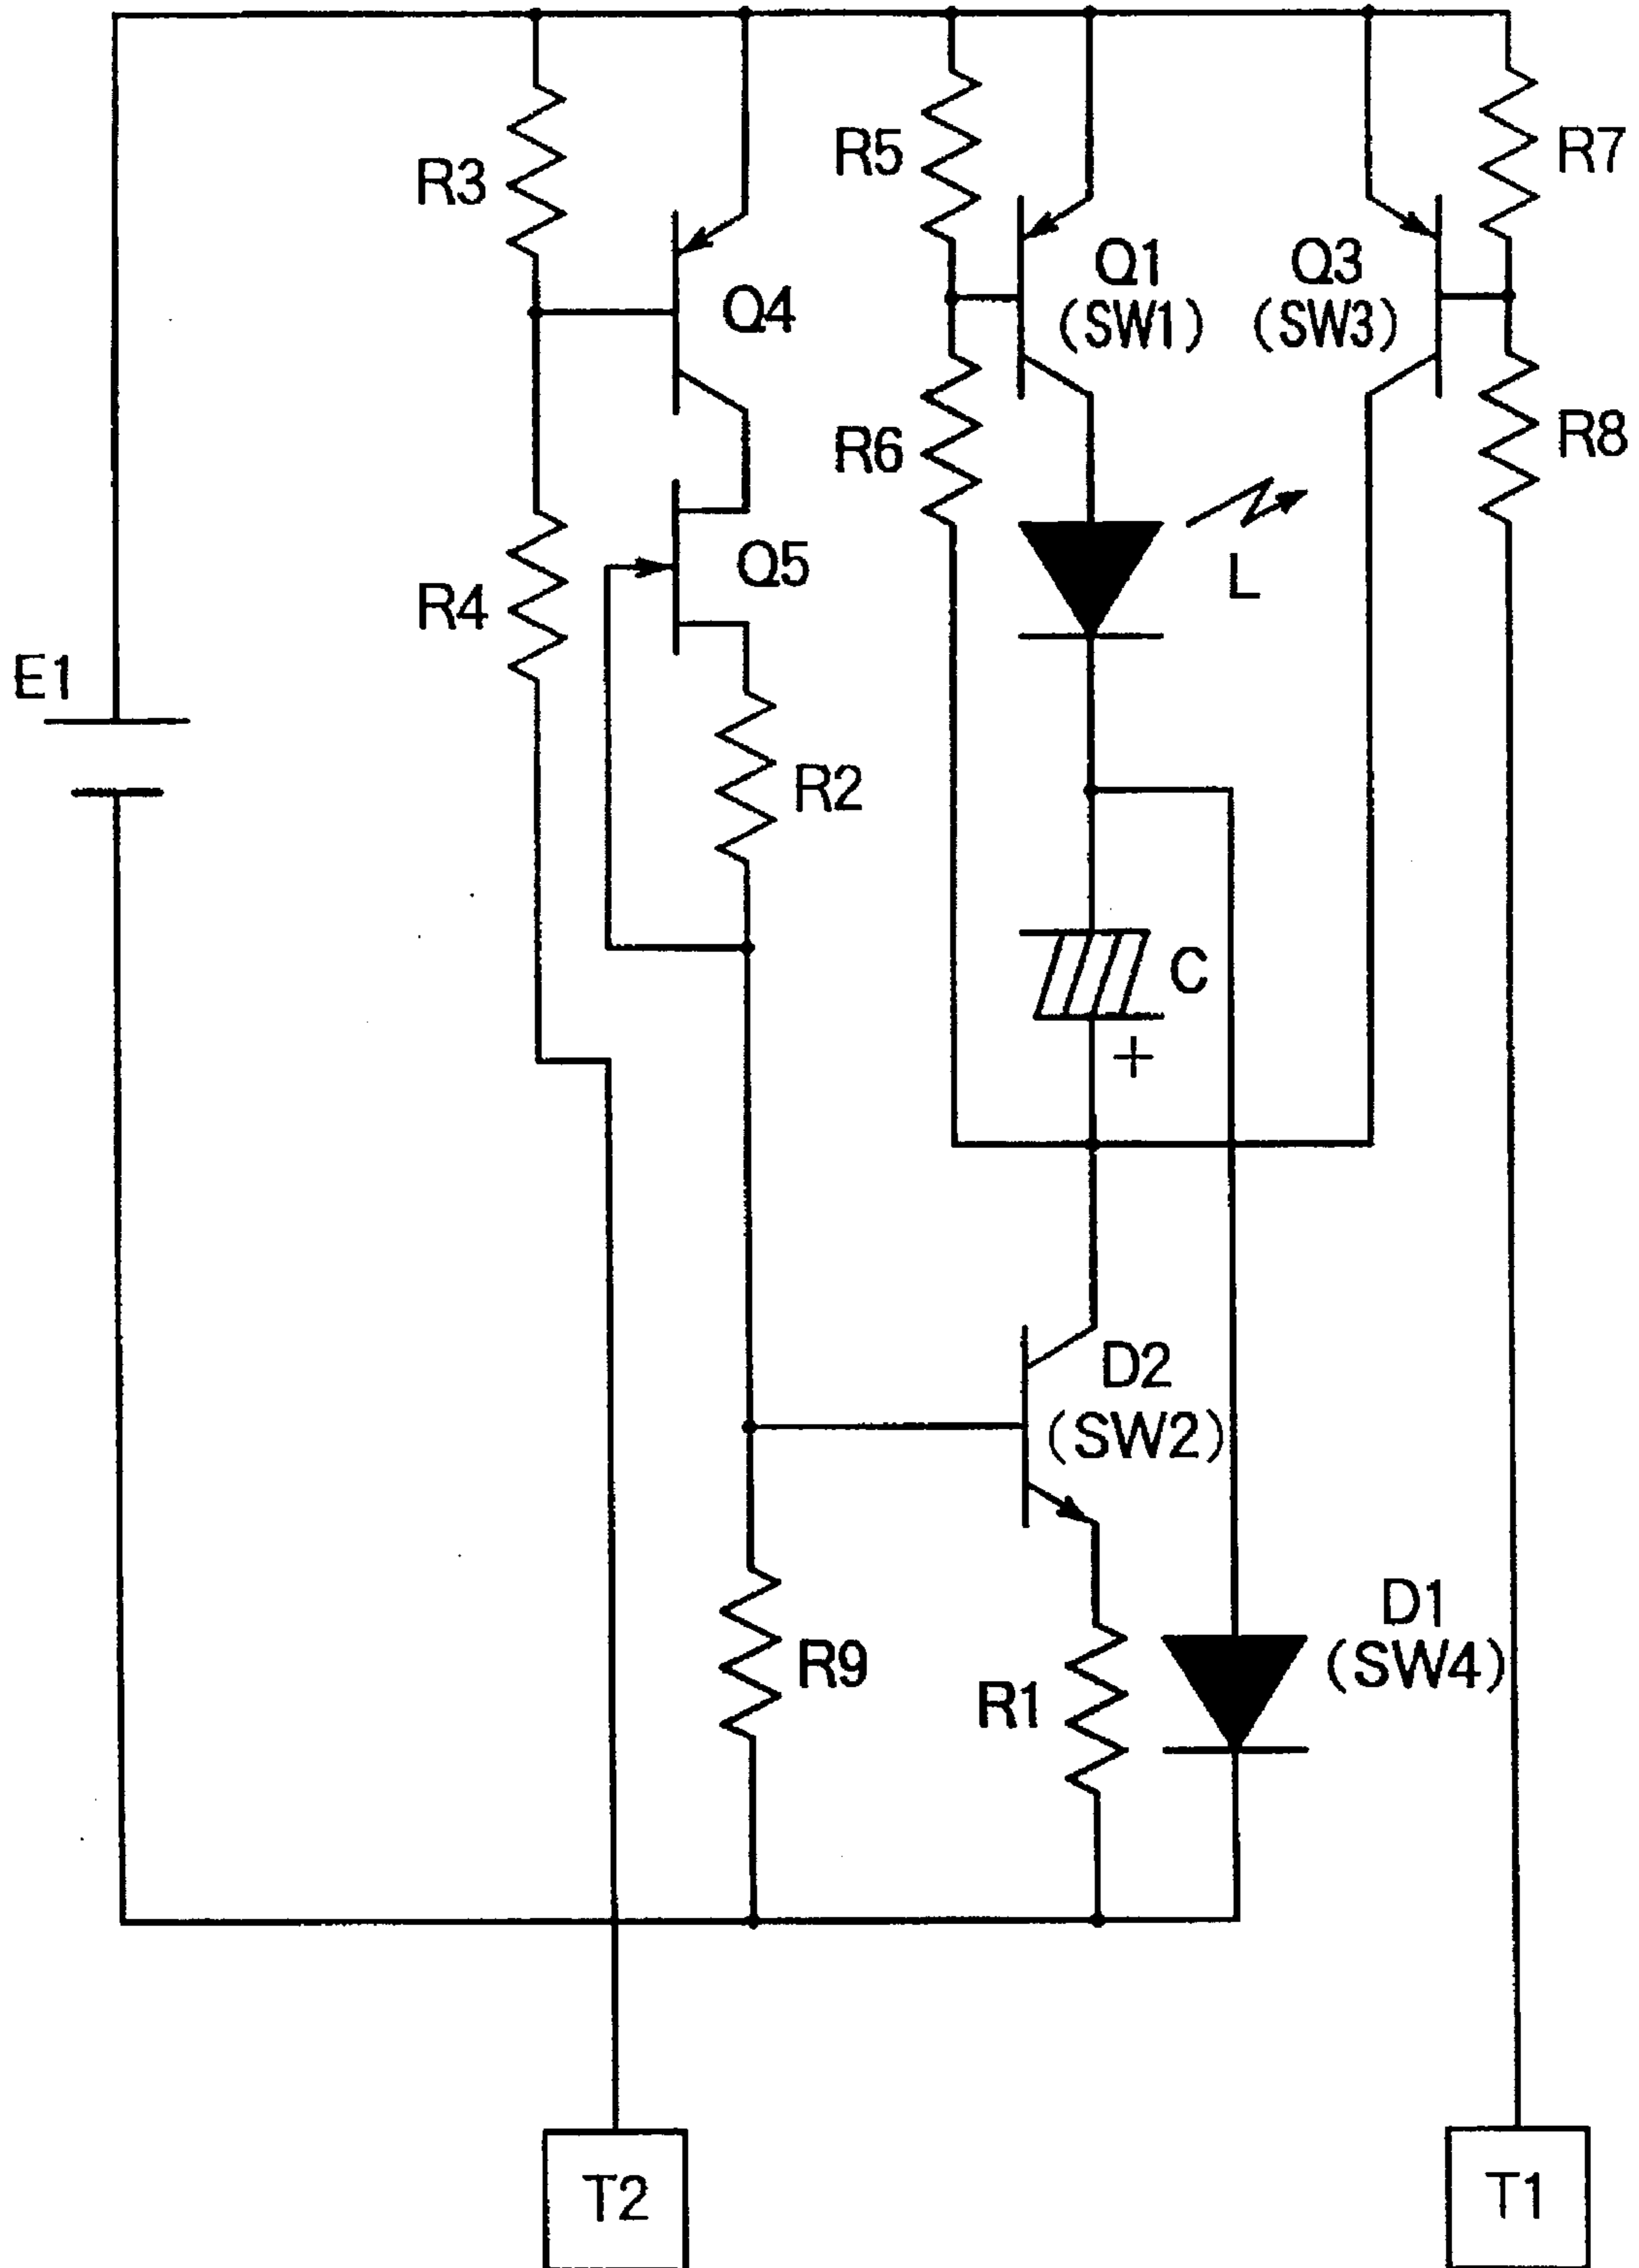 R3
R5
R7
Q4
Q1
(SW1)
Q3
(SW3)
R6
R8
R4
Q5
L
E1
R2
C
+
D2
(SW2)
D1
(SW4)
R9
R1
T2
T1